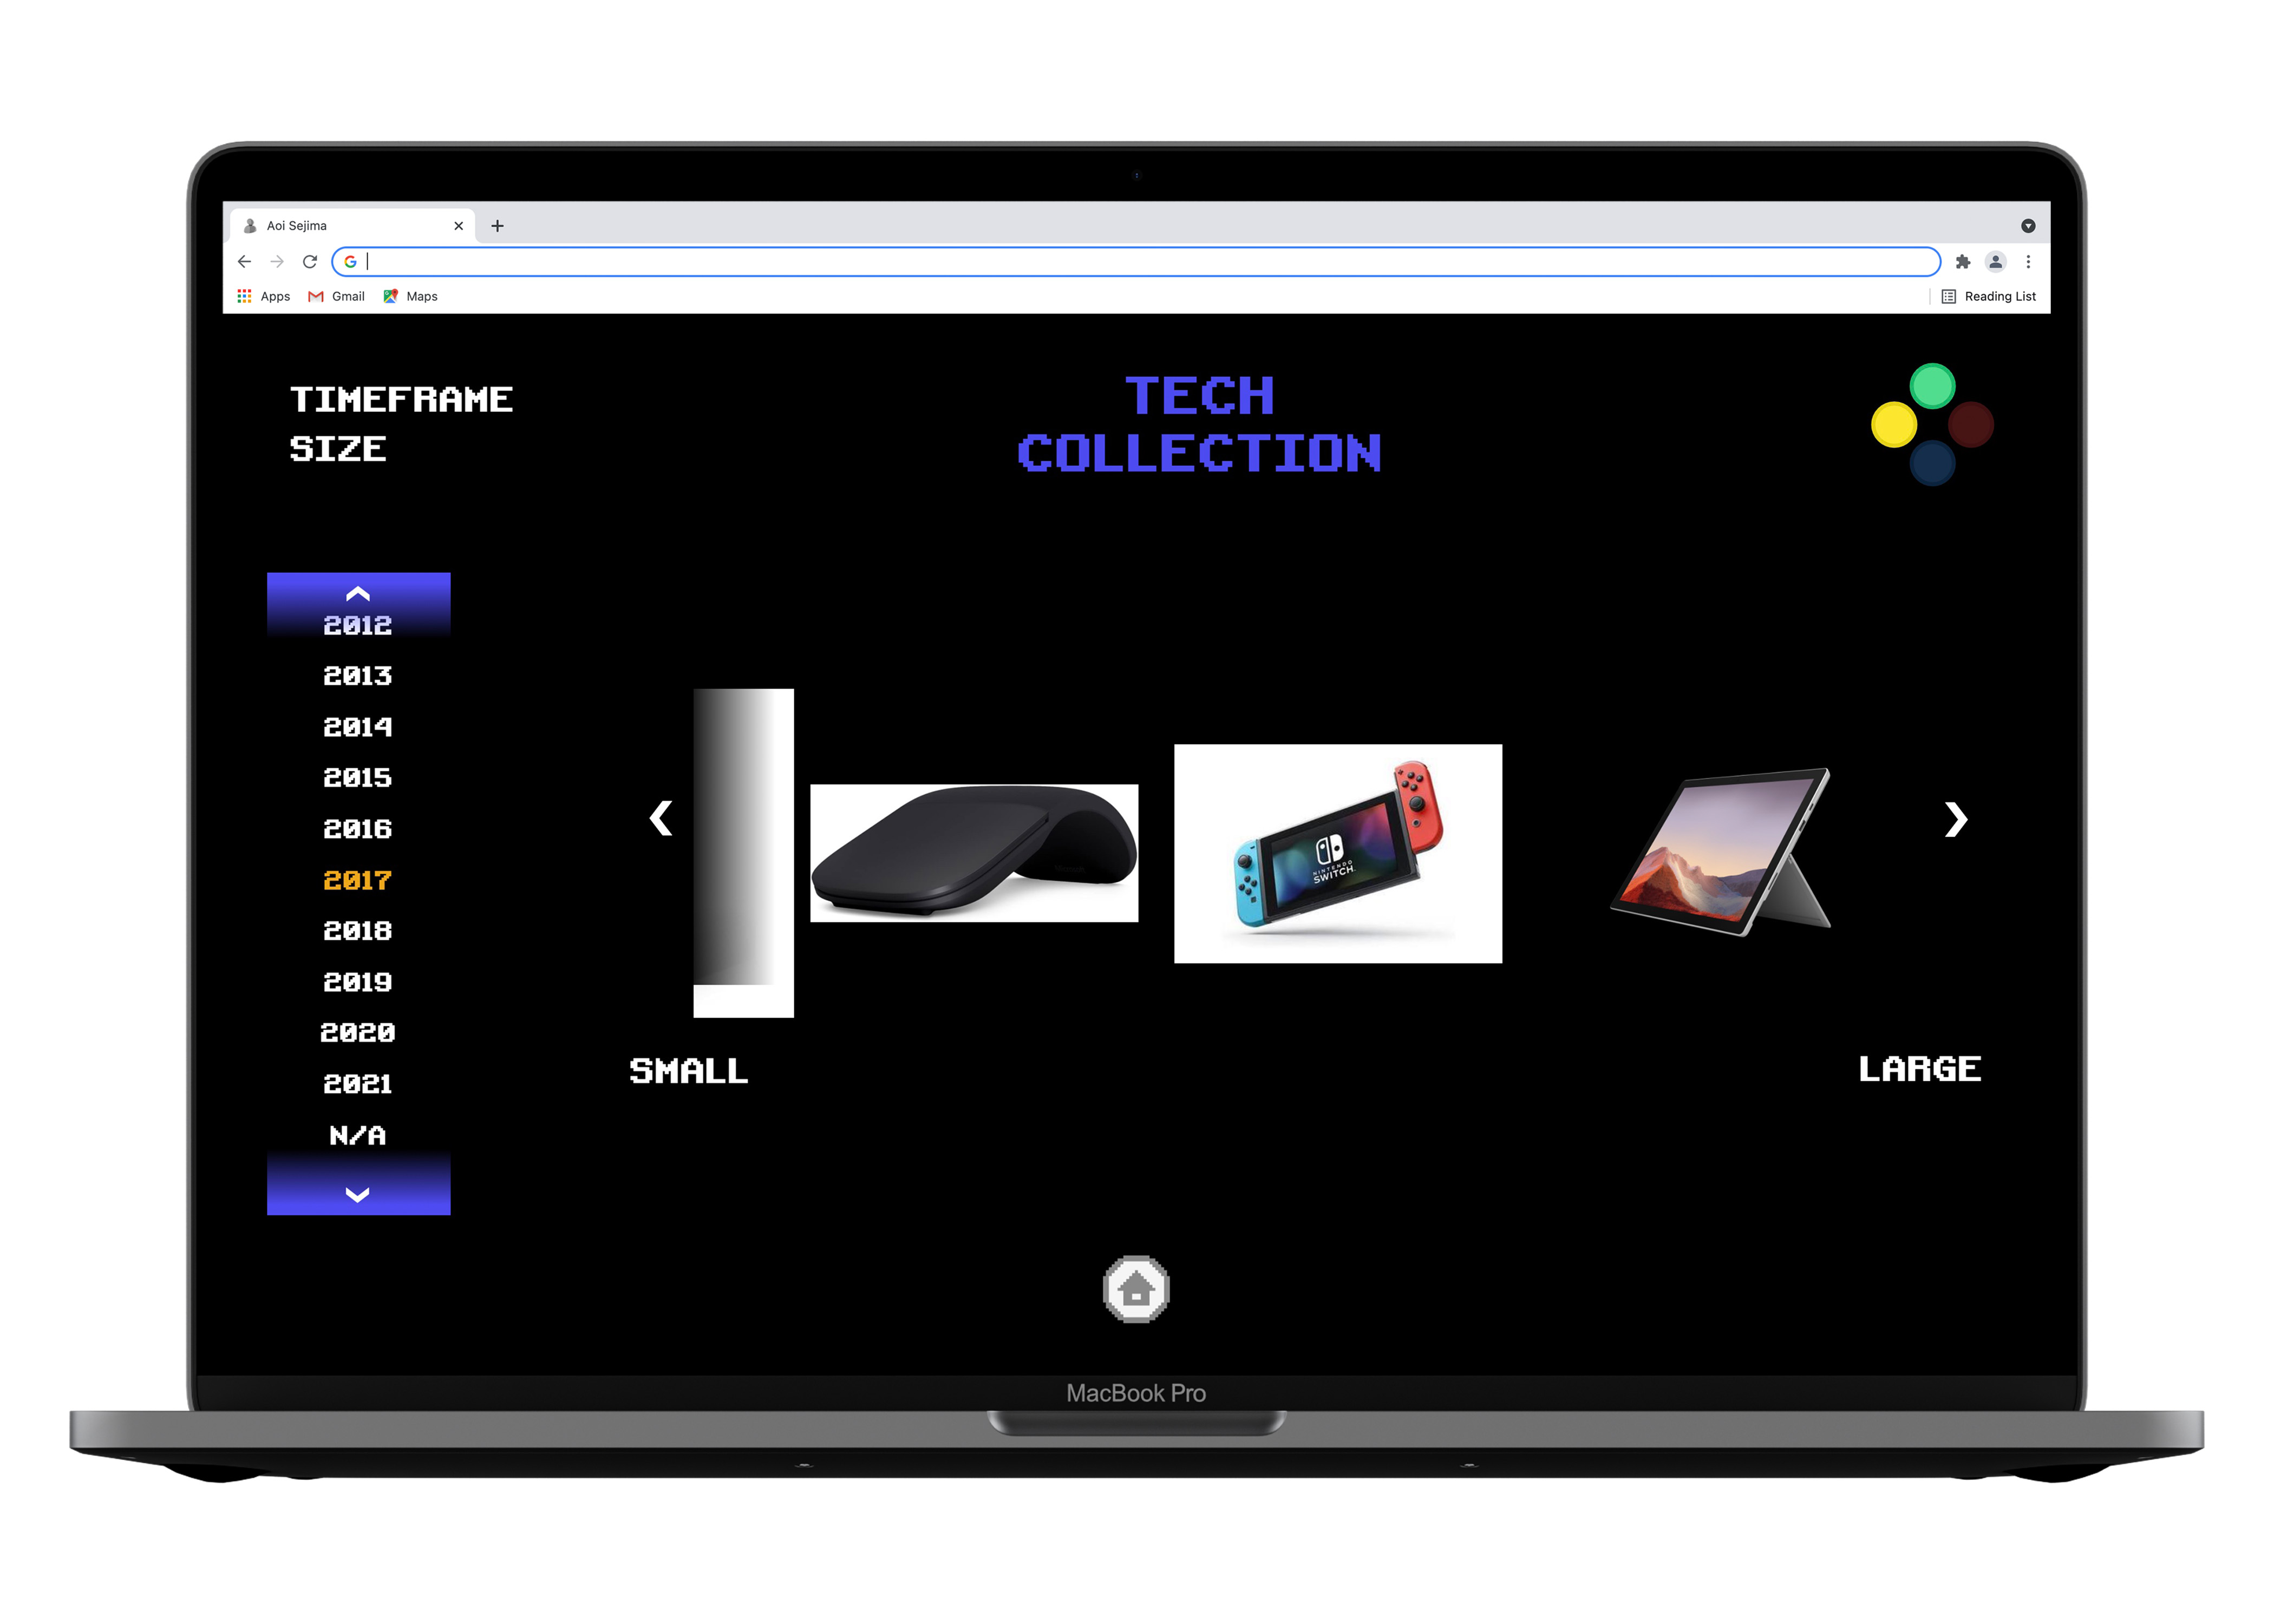 Aoi Sejima
Apps Gmail Maps Reading List
TIMEFRAME
SIZE
TECH
COLLECTION
2012
2013
2014
2015
2016
2017
2018
2019
2020
2021
N/A
NINTENDO
SWITCH
SMALL
LARGE
MacBook Pro